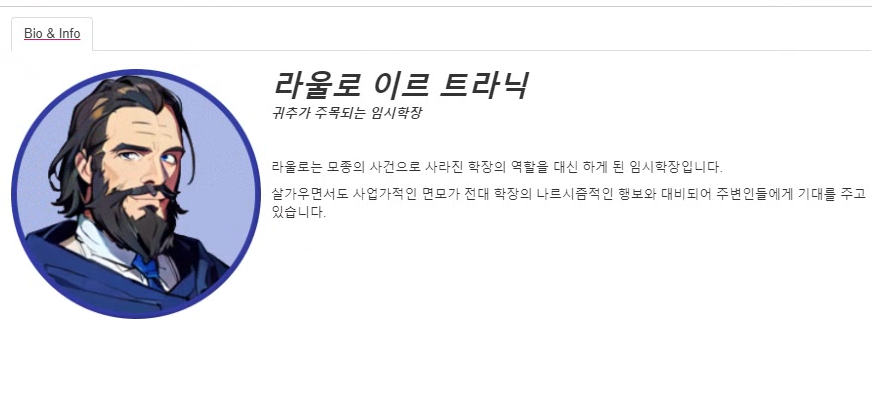 Bio & Info
라울로 이르 트라닉
귀추가 주목되는 임시학장
라울로는 모종의 사건으로 사라진 학장의 역할을 대신 하게 된 임시학장입니다.
살가우면서도 사업가적인 면모가 전대 학장의 나르시즘적인 행보와 대비되어 주변인들에게 기대를 주고
있습니다.